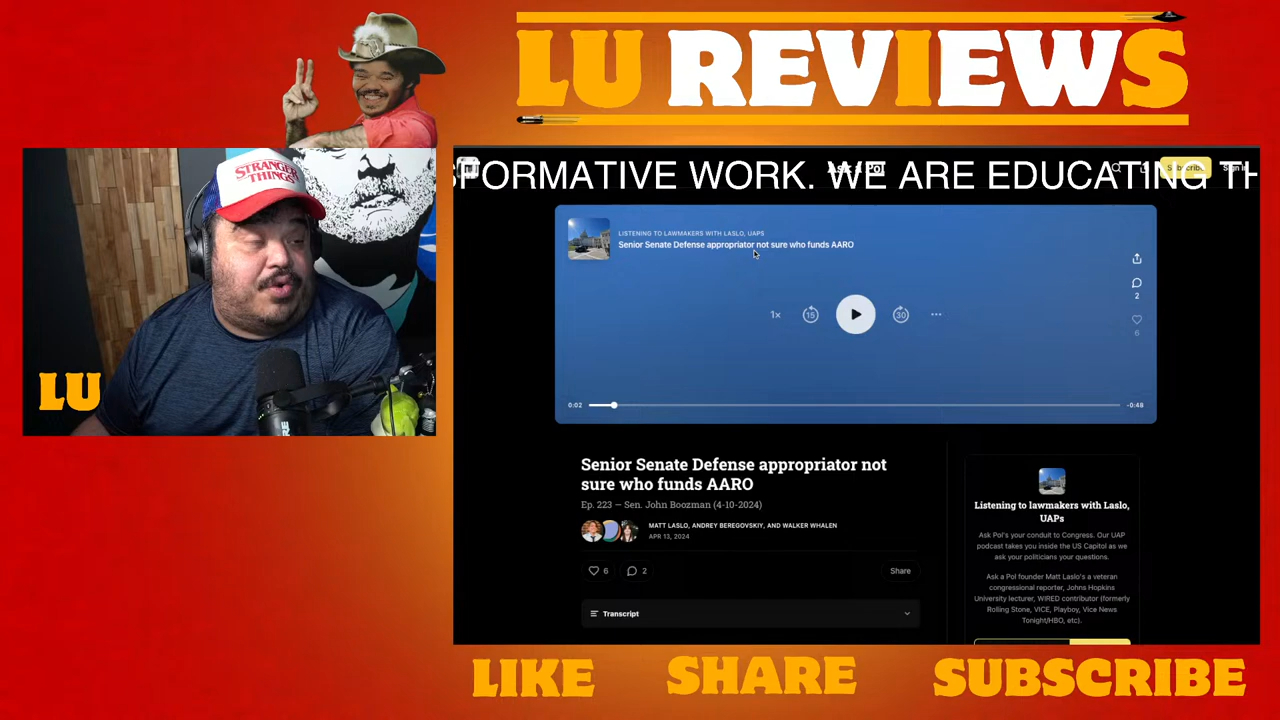 LU REVIEWS
STRANGER
THINGS
LU
FORMATIVE WORK. WE ARE EDUCATING TH
Ask a Pol
Subscribe
Sign in
LISTENING TO LAWMAKERS WITH LASLO, UAPS
Senior Senate Defense appropriator not sure who funds AARO
2
6
1x
15
30
0:02
-0:48
Senior Senate Defense appropriator not
sure who funds AARO
Ep. 223 — Sen. John Boozman (4-10-2024)
MATT LASLO, ANDREY BEREGOVSKIY, AND WALKER WHALEN
APR 13, 2024
6
2
Share
Transcript
Listening to lawmakers with Laslo,
UAPs
Ask Pol's your conduit to Congress. Our UAP
podcast takes you inside the US Capitol as we
ask your politicians your questions.
Ask a Pol founder Matt Laslo's a veteran
congressional reporter, Johns Hopkins
University lecturer, WIRED contributor (formerly
Rolling Stone, VICE, Playboy, Vice News
Tonight/HBO, etc).
LIKE
SHARE
SUBSCRIBE